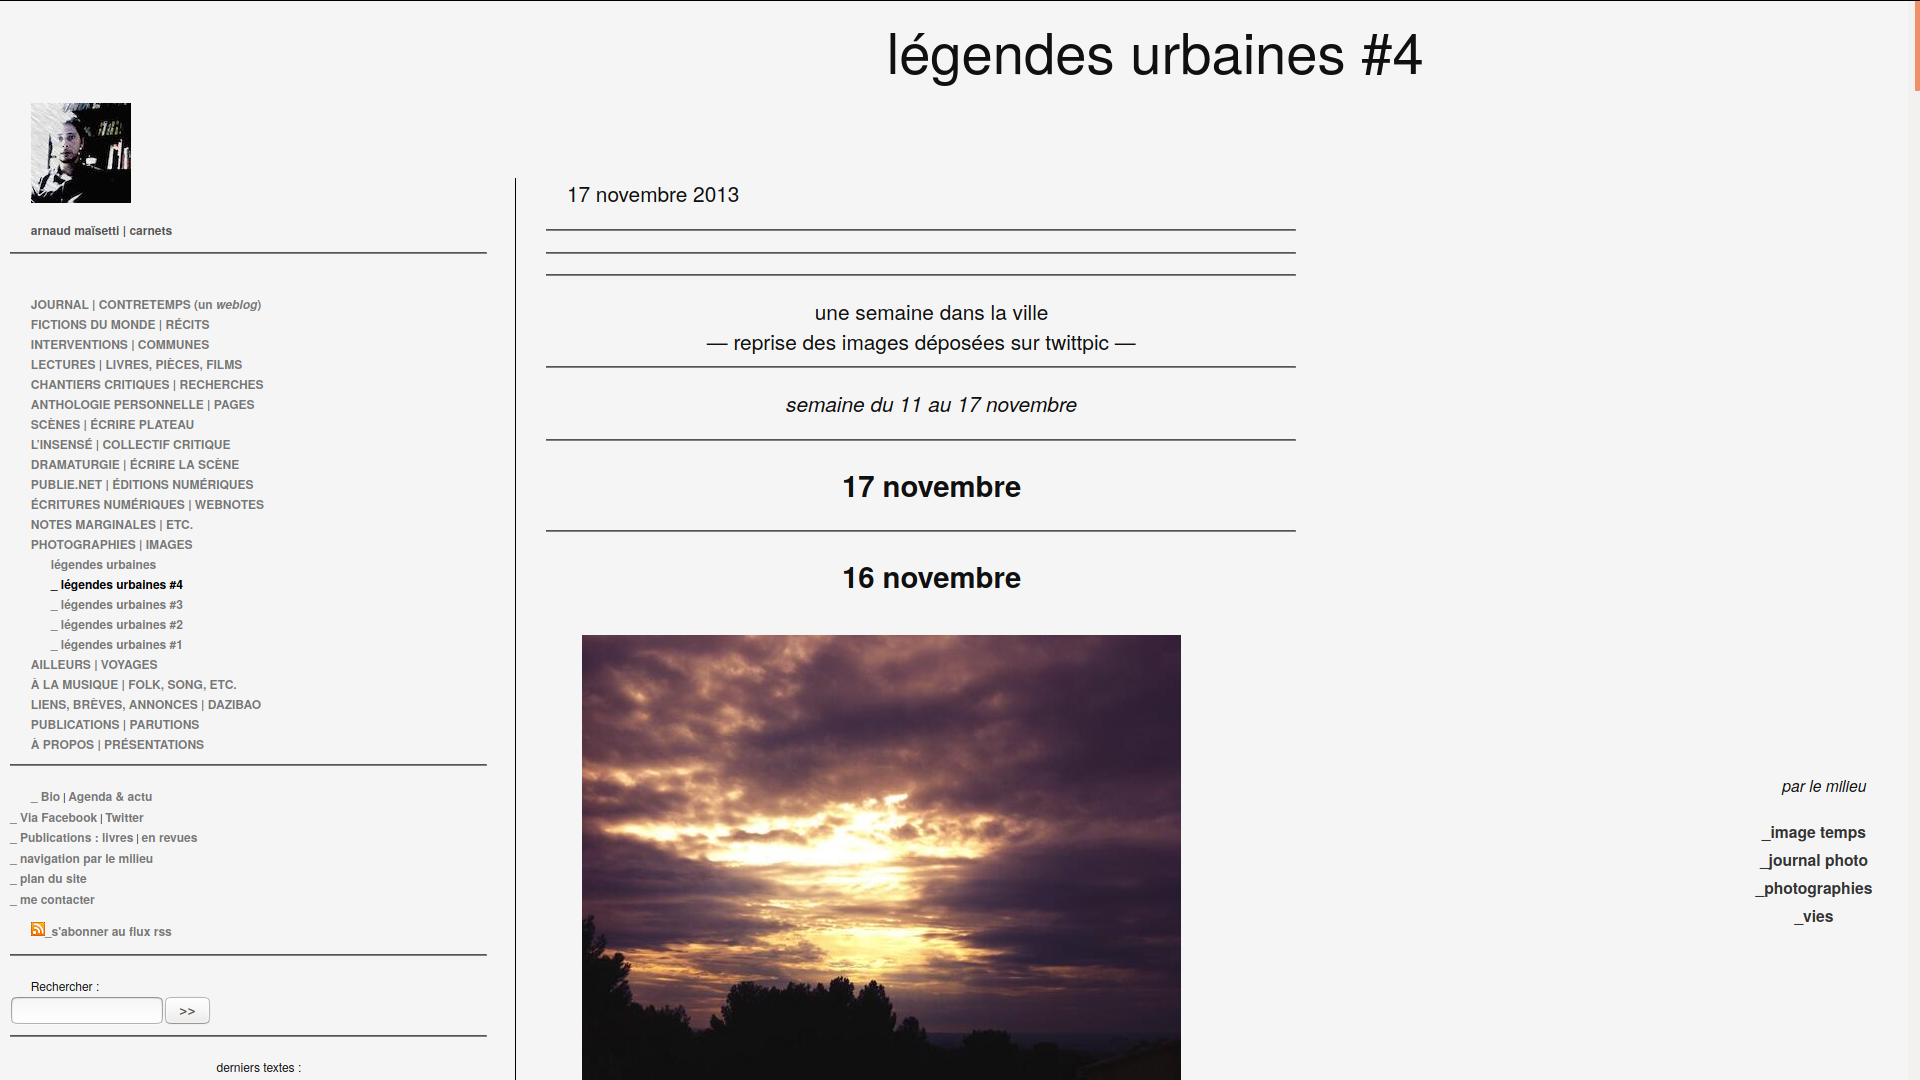 légendes urbaines #4
arnaud maïsetti | carnets
JOURNAL | CONTRETEMPS (un weblog)
FICTIONS DU MONDE | RÉCITS
INTERVENTIONS | COMMUNES
LECTURES | LIVRES, PIÈCES, FILMS
CHANTIERS CRITIQUES | RECHERCHES
ANTHOLOGIE PERSONNELLE | PAGES
SCÈNES | ÉCRIRE PLATEAU
L'INSENSÉ | COLLECTIF CRITIQUE
DRAMATURGIE | ÉCRIRE LA SCÈNE
PUBLIE.NET | ÉDITIONS NUMÉRIQUES
ÉCRITURES NUMÉRIQUES | WEBNOTES
NOTES MARGINALES | ETC.
PHOTOGRAPHIES | IMAGES
légendes urbaines
_ légendes urbaines #4
_ légendes urbaines #3
_ légendes urbaines #2
_ légendes urbaines #1
AILLEURS | VOYAGES
À LA MUSIQUE | FOLK, SONG, ETC.
LIENS, BRÈVES, ANNONCES | DAZIBAO
PUBLICATIONS | PARUTIONS
À PROPOS | PRÉSENTATIONS
_ Bio | Agenda & actu
_ Via Facebook | Twitter
_ Publications : livres | en revues
_ navigation par le milieu
_ plan du site
_ me contacter
_s'abonner au flux rss
Rechercher :
>>
derniers textes :
17 novembre 2013
une semaine dans la ville
— reprise des images déposées sur twittpic —
semaine du 11 au 17 novembre
17 novembre
16 novembre
par le milieu
_image temps
_journal photo
_photographies
_vies